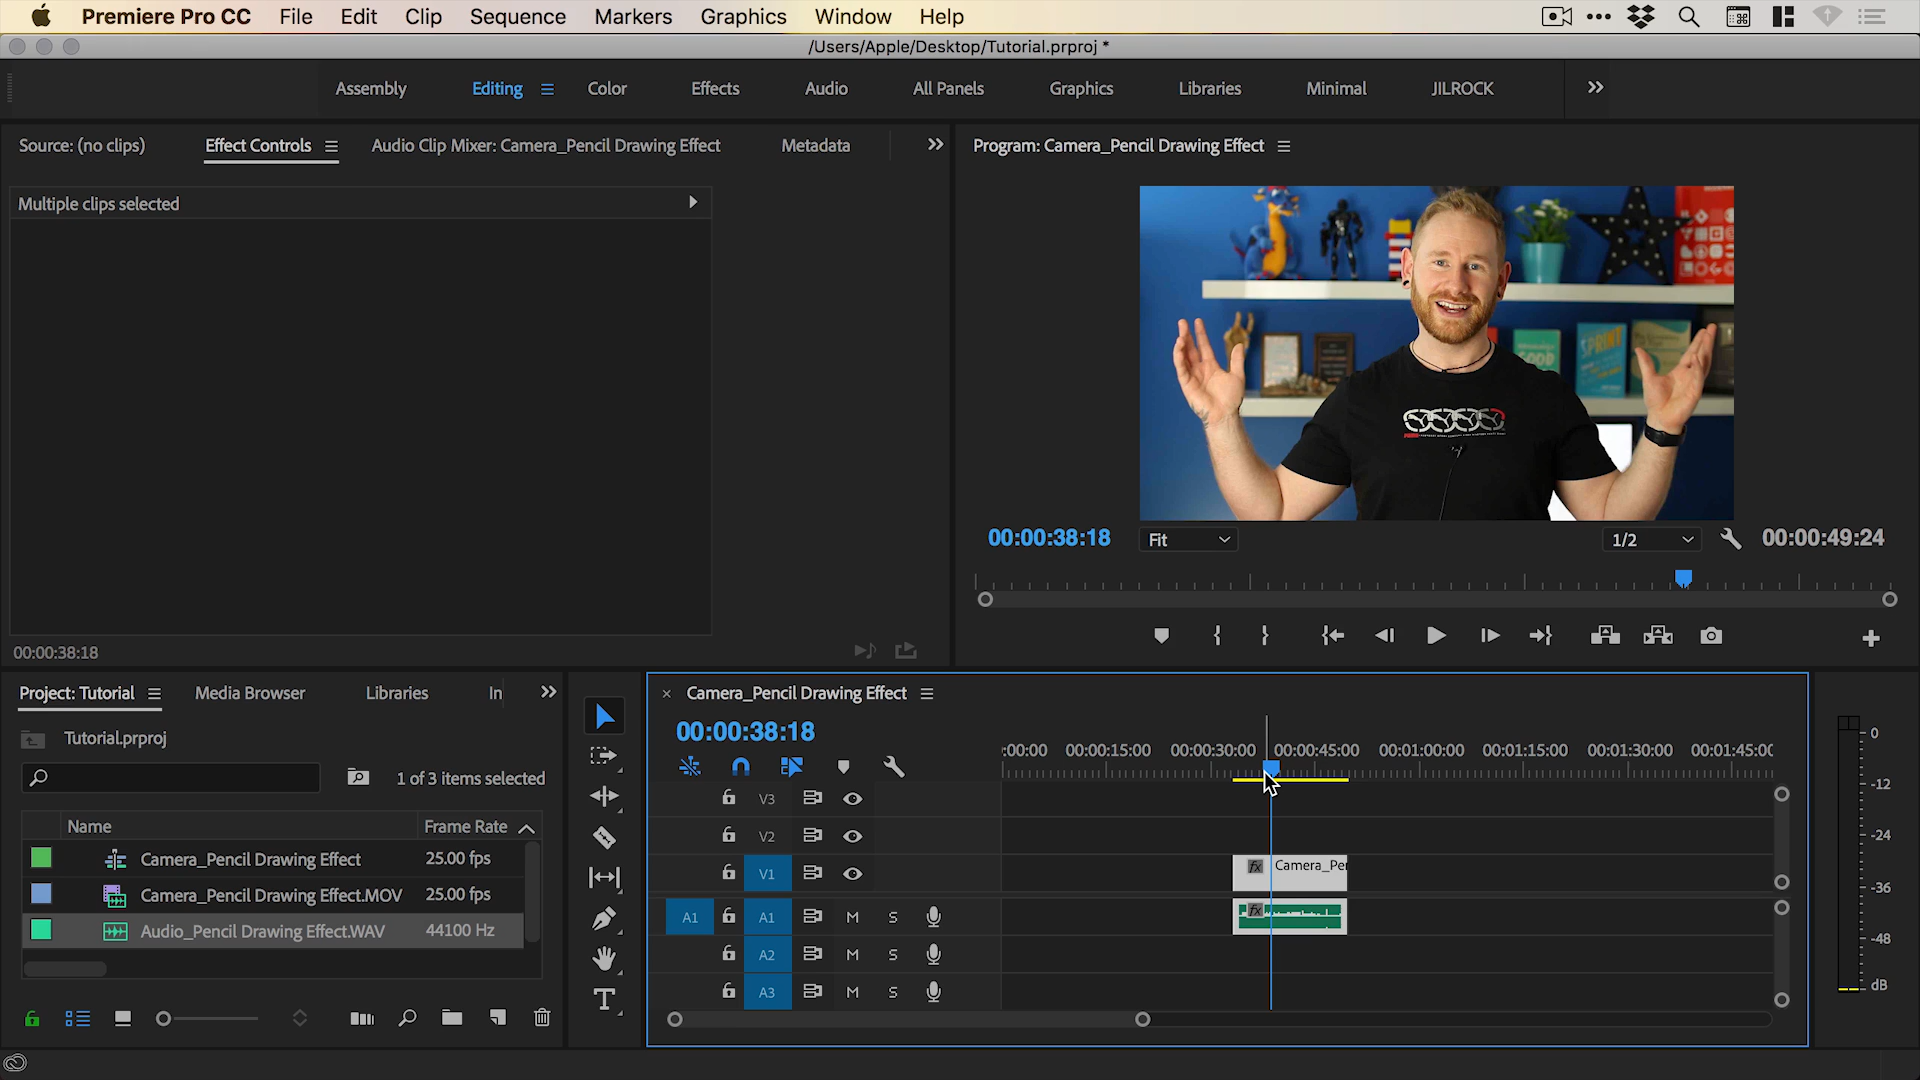 Premiere Pro CC File Edit Clip Sequence Markers Graphics Window Help
/Users/Apple/Desktop/Tutorial.prproj *
Assembly Editing Color Effects Audio All Panels Graphics Libraries Minimal JILROCK
Source: (no clips) Effect Controls Audio Clip Mixer: Camera_Pencil Drawing Effect Metadata
Program: Camera_Pencil Drawing Effect
Multiple clips selected
SPRINT
00:00:38:18 Fit 1/2 00:00:49:24
00:00:38:18
Project: Tutorial Media Browser Libraries In
Tutorial.prproj
1 of 3 items selected
Name Frame Rate
Camera_Pencil Drawing Effect 25.00 fps
Camera_Pencil Drawing Effect.MOV 25.00 fps
Audio_Pencil Drawing Effect.WAV 44100 Hz
T
× Camera_Pencil Drawing Effect
00:00:38:18
:00:00 00:00:15:00 00:00:30:00 00:00:45:00 00:01:00:00 00:01:15:00 00:01:30:00 00:01:45:00
V3
V2
V1 fx Camera_Pe
A1 A1 M S fx
A2 M S
A3 M S
0
-12
-24
-36
-48
dB